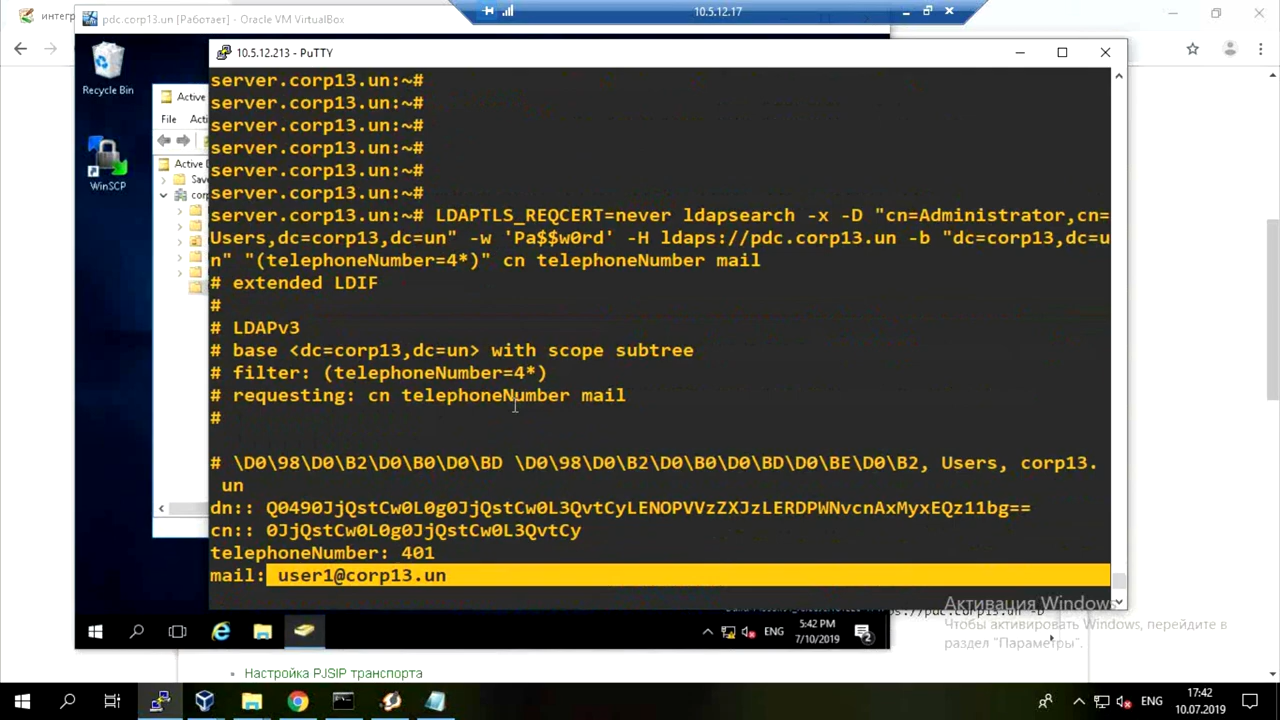 интегр
pdc.corp13.un [Работает] - Oracle VM VirtualBox
10.5.12.17
Recycle Bin
WinSCP
Active
File Acti
Active D
Save
corp
10.5.12.213 - PuTTY
server.corp13.un:~#
server.corp13.un:~#
server.corp13.un:~#
server.corp13.un:~#
server.corp13.un:~#
server.corp13.un:~#
server.corp13.un:~# LDAPTLS_REQCERT=never ldapsearch -x -D "cn=Administrator,cn=
Users,dc=corp13,dc=un" -w 'Pa$$w0rd' -H ldaps://pdc.corp13.un -b "dc=corp13,dc=u
n" "(telephoneNumber=4*)" cn telephoneNumber mail
# extended LDIF
#
# LDAPv3
# base <dc=corp13,dc=un> with scope subtree
# filter: (telephoneNumber=4*)
# requesting: cn telephoneNumber mail
#
# \D0\98\D0\B2\D0\B0\D0\BD \D0\98\D0\B2\D0\B0\D0\BD\D0\BE\D0\B2, Users, corp13.
un
dn:: Q0490JjQstCw0L0g0JjQstCw0L3QvtCyLENOPVVzZXJzLERDPWNvcnAxMyxEQz11bg==
cn:: 0JjQstCw0L0g0JjQstCw0L3QvtCy
telephoneNumber: 401
mail: user1@corp13.un
Активация Windows
Чтобы активировать Windows, перейдите в
раздел "Параметры".
ENG
5:42 PM
7/10/2019
2
Настройка PJSIP транспорта
ENG
17:42
10.07.2019